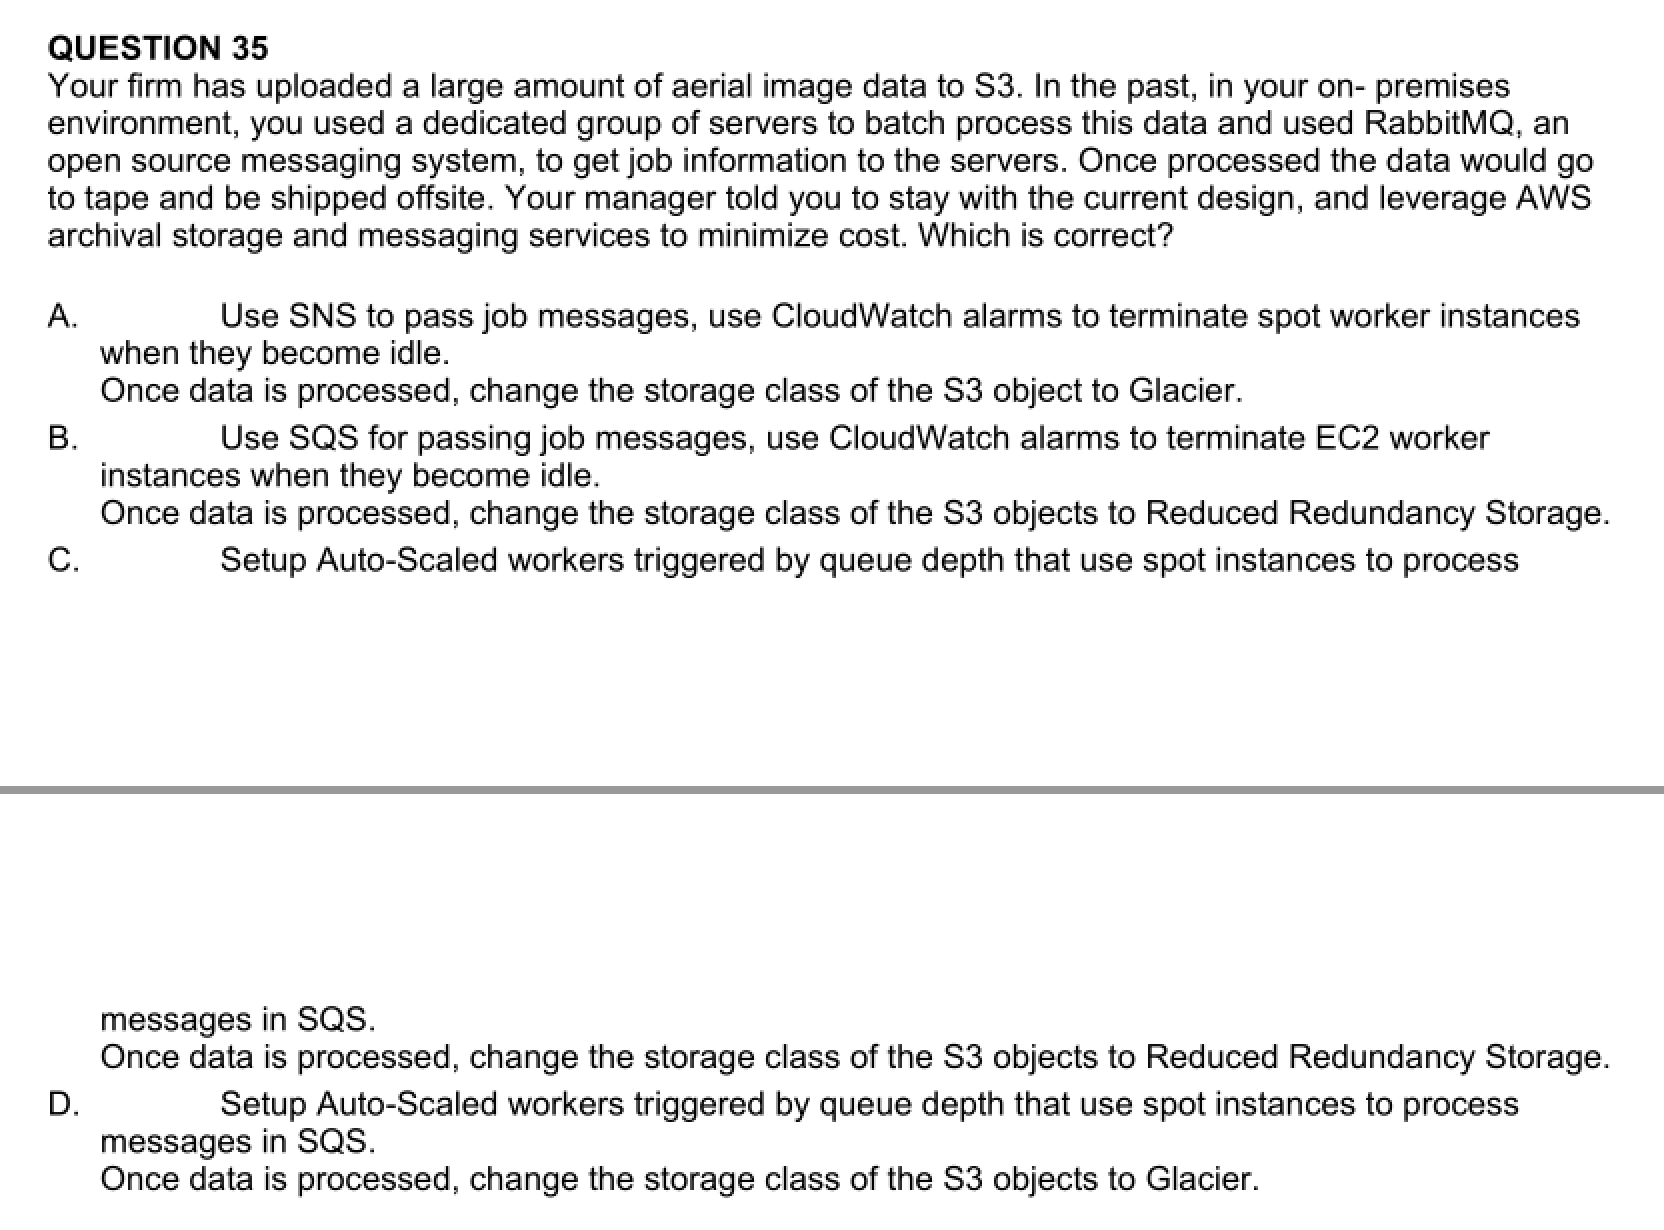 QUESTION 35
Your firm has uploaded a large amount of aerial image data to S3. In the past, in your on- premises
environment, you used a dedicated group of servers to batch process this data and used RabbitMQ, an
open source messaging system, to get job information to the servers. Once processed the data would go
to tape and be shipped offsite. Your manager told you to stay with the current design, and leverage AWS
archival storage and messaging services to minimize cost. Which is correct?
A. Use SNS to pass job messages, use CloudWatch alarms to terminate spot worker instances
when they become idle.
Once data is processed, change the storage class of the S3 object to Glacier.
B. Use SQS for passing job messages, use CloudWatch alarms to terminate EC2 worker
instances when they become idle.
Once data is processed, change the storage class of the S3 objects to Reduced Redundancy Storage.
C. Setup Auto-Scaled workers triggered by queue depth that use spot instances to process
messages in SQS.
Once data is processed, change the storage class of the S3 objects to Reduced Redundancy Storage.
D. Setup Auto-Scaled workers triggered by queue depth that use spot instances to process
messages in SQS.
Once data is processed, change the storage class of the S3 objects to Glacier.